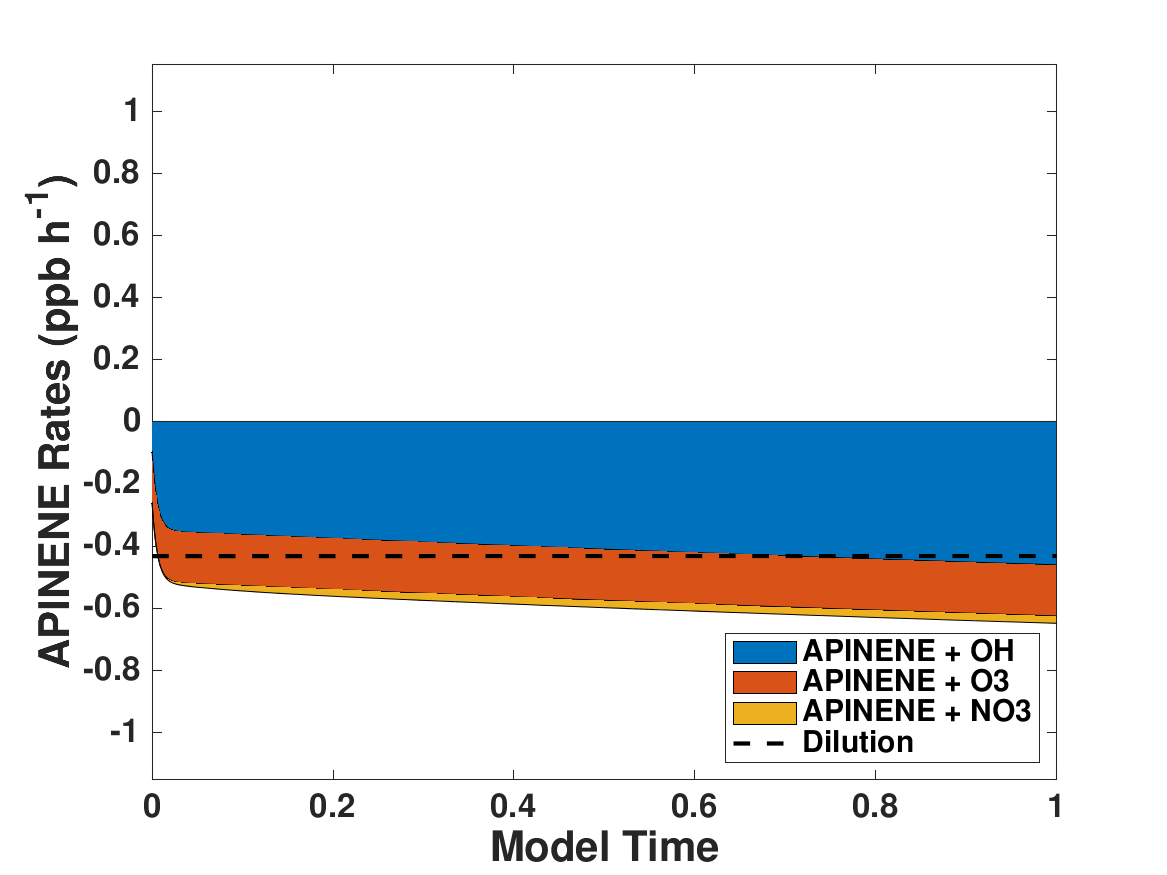 APINENE Rates (ppb h-1)
1
0.8
0.6
0.4
0.2
0
-0.2
-0.4
-0.6
-0.8
-1
APINENE + OH
APINENE + O3
APINENE + NO3
Dilution
0 0.2 0.4 0.6 0.8 1
Model Time